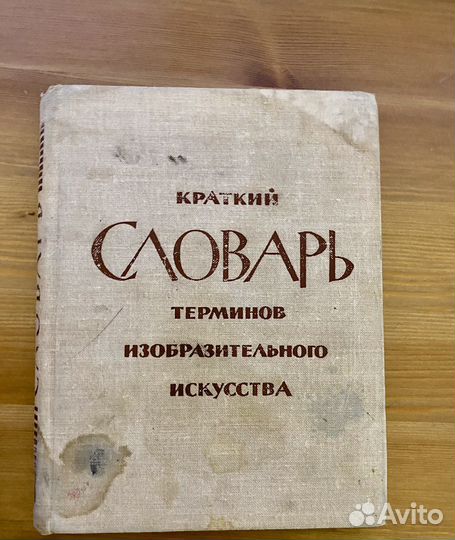 КРАТКИЙ
СЛОВАРЬ
ТЕРМИНОВ
ИЗОБРАЗИТЕЛЬНОГО
ИСКУССТВА
Avito